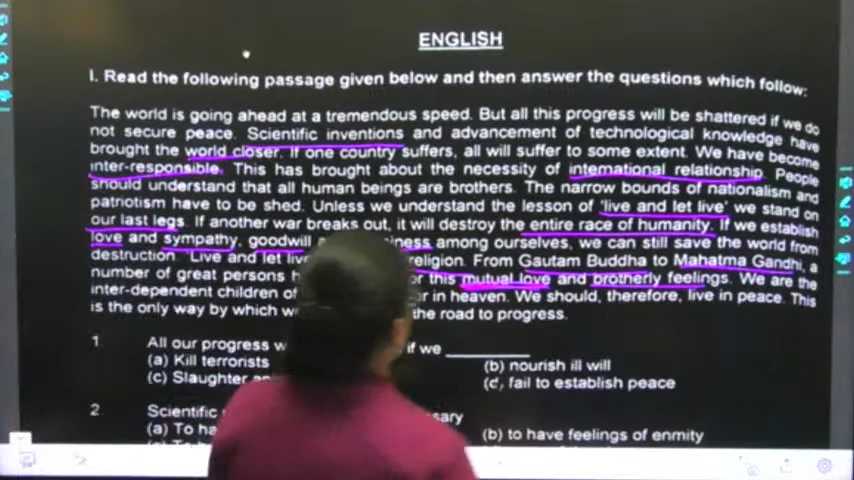 ENGLISH
I. Read the following passage given below and then answer the questions which follow:
The world is going ahead at a tremendous speed. But all this progress will be shattered if we do
not secure peace. Scientific inventions and advancement of technological knowledge have
brought the world closer. If one country suffers, all will suffer to some extent. We have become
inter-responsible. This has brought about the necessity of international relationship. People
should understand that all human beings are brothers. The narrow bounds of nationalism and
patriotism have to be shed. Unless we understand the lesson of 'live and let live' we stand on
our last legs. If another war breaks out, it will destroy the entire race of humanity. If we establish
love and sympathy, goodwill among ourselves, we can still save the world from
destruction. 'Live and let religion. From Gautam Buddha to Mahatma Gandhi, a
number of great persons this mutual love and brotherly feelings. We are the
inter-dependent children of in heaven. We should, therefore, live in peace. This
is the only way by which the road to progress.
1 All our progress if we ________
(a) Kill terrorists (b) nourish ill will
(c) Slaughter (d) fail to establish peace
2 Scientific
(a) To (b) to have feelings of enmity